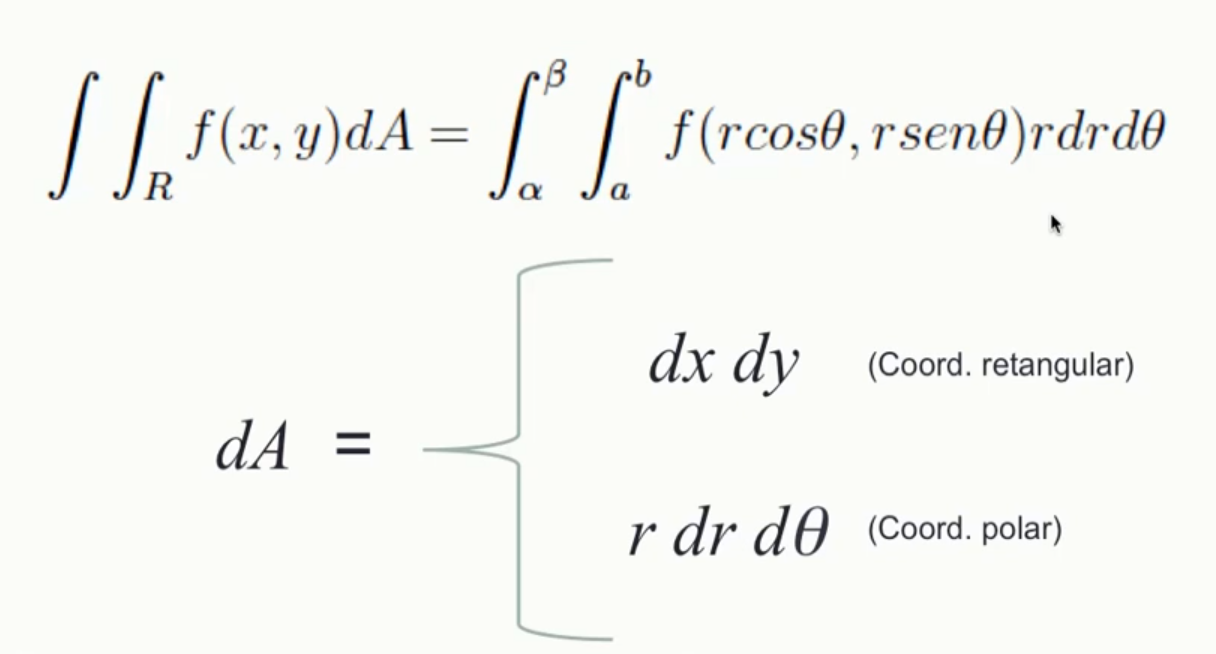 ∫ ∫_R f(x, y)dA = ∫_α^β ∫_a^b f(rcosθ, rsenθ)rdrdθ
dx dy (Coord. retangular)
dA =
r dr dθ (Coord. polar)